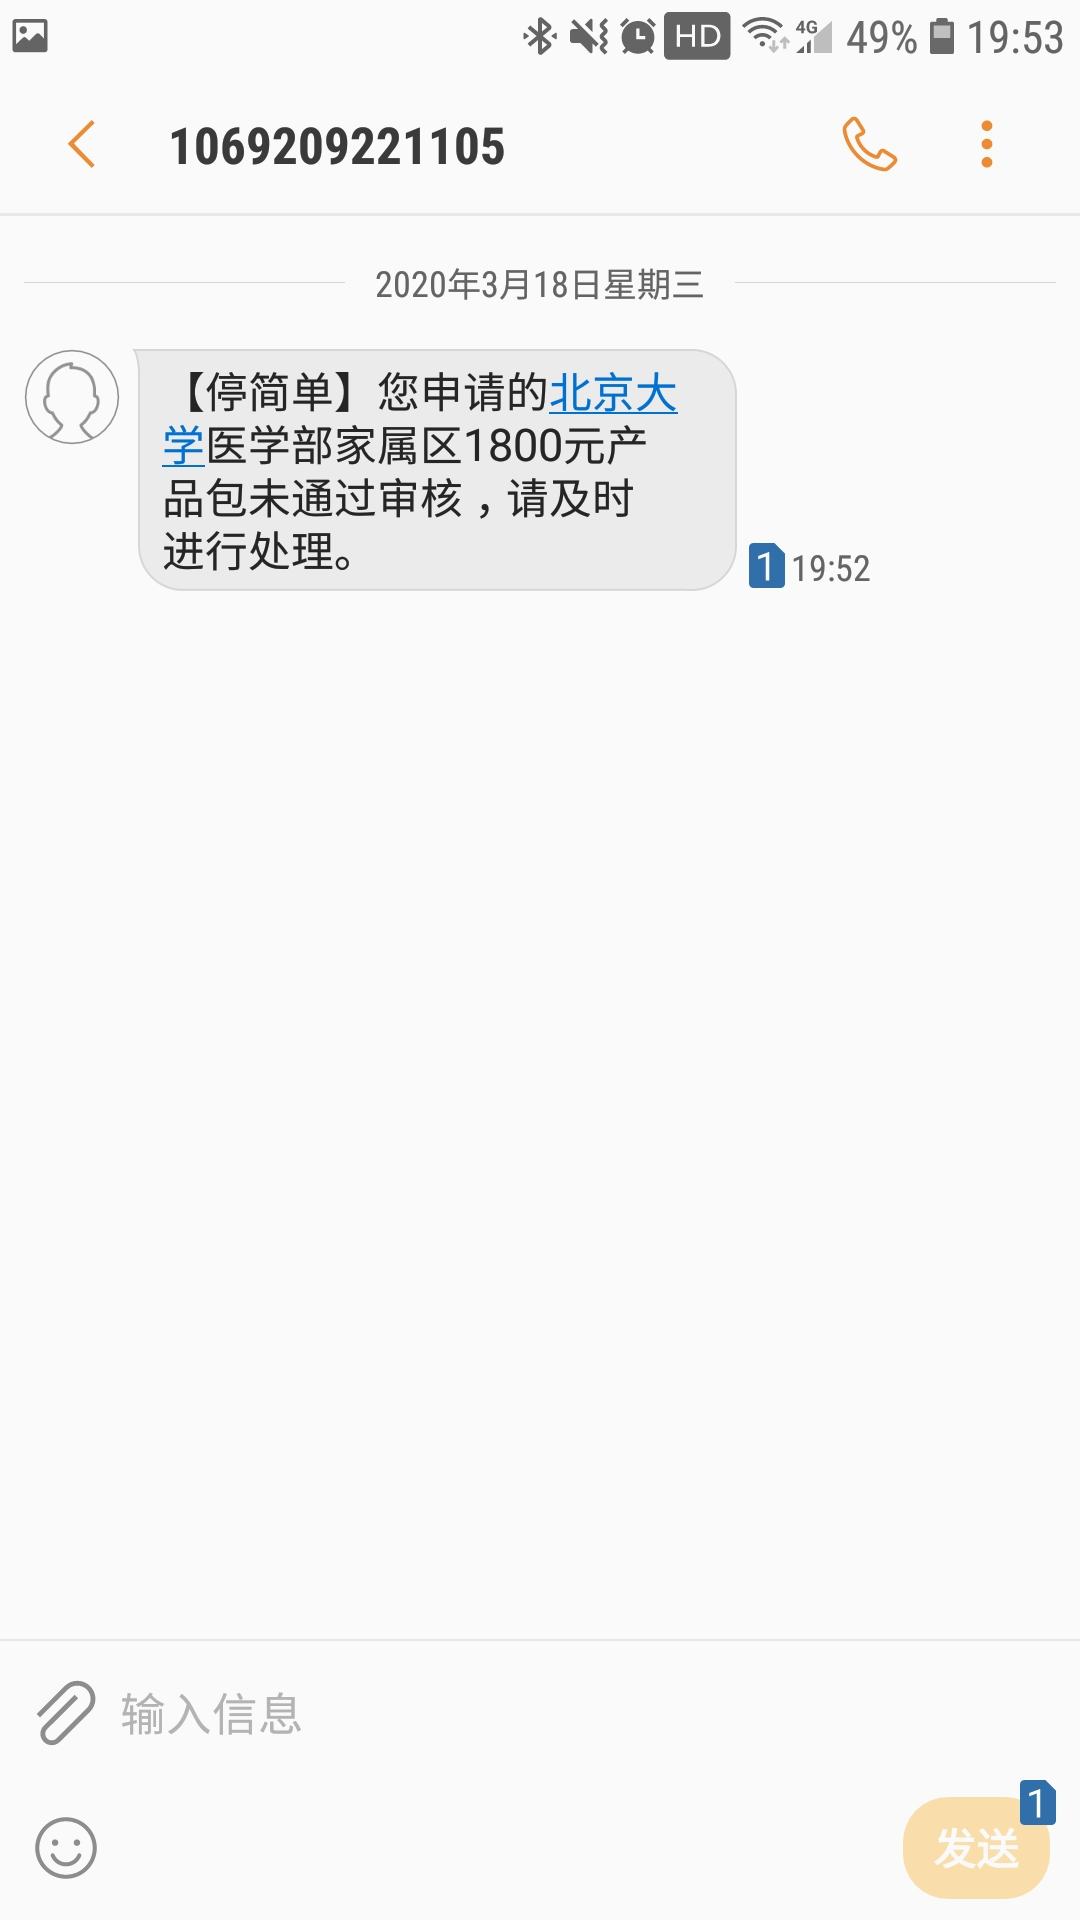 HD 4G 49% 19:53
1069209221105
2020年3月18日星期三
【停简单】您申请的北京大
学医学部家属区1800元产
品包未通过审核，请及时
进行处理。
1 19:52
输入信息
1
发送